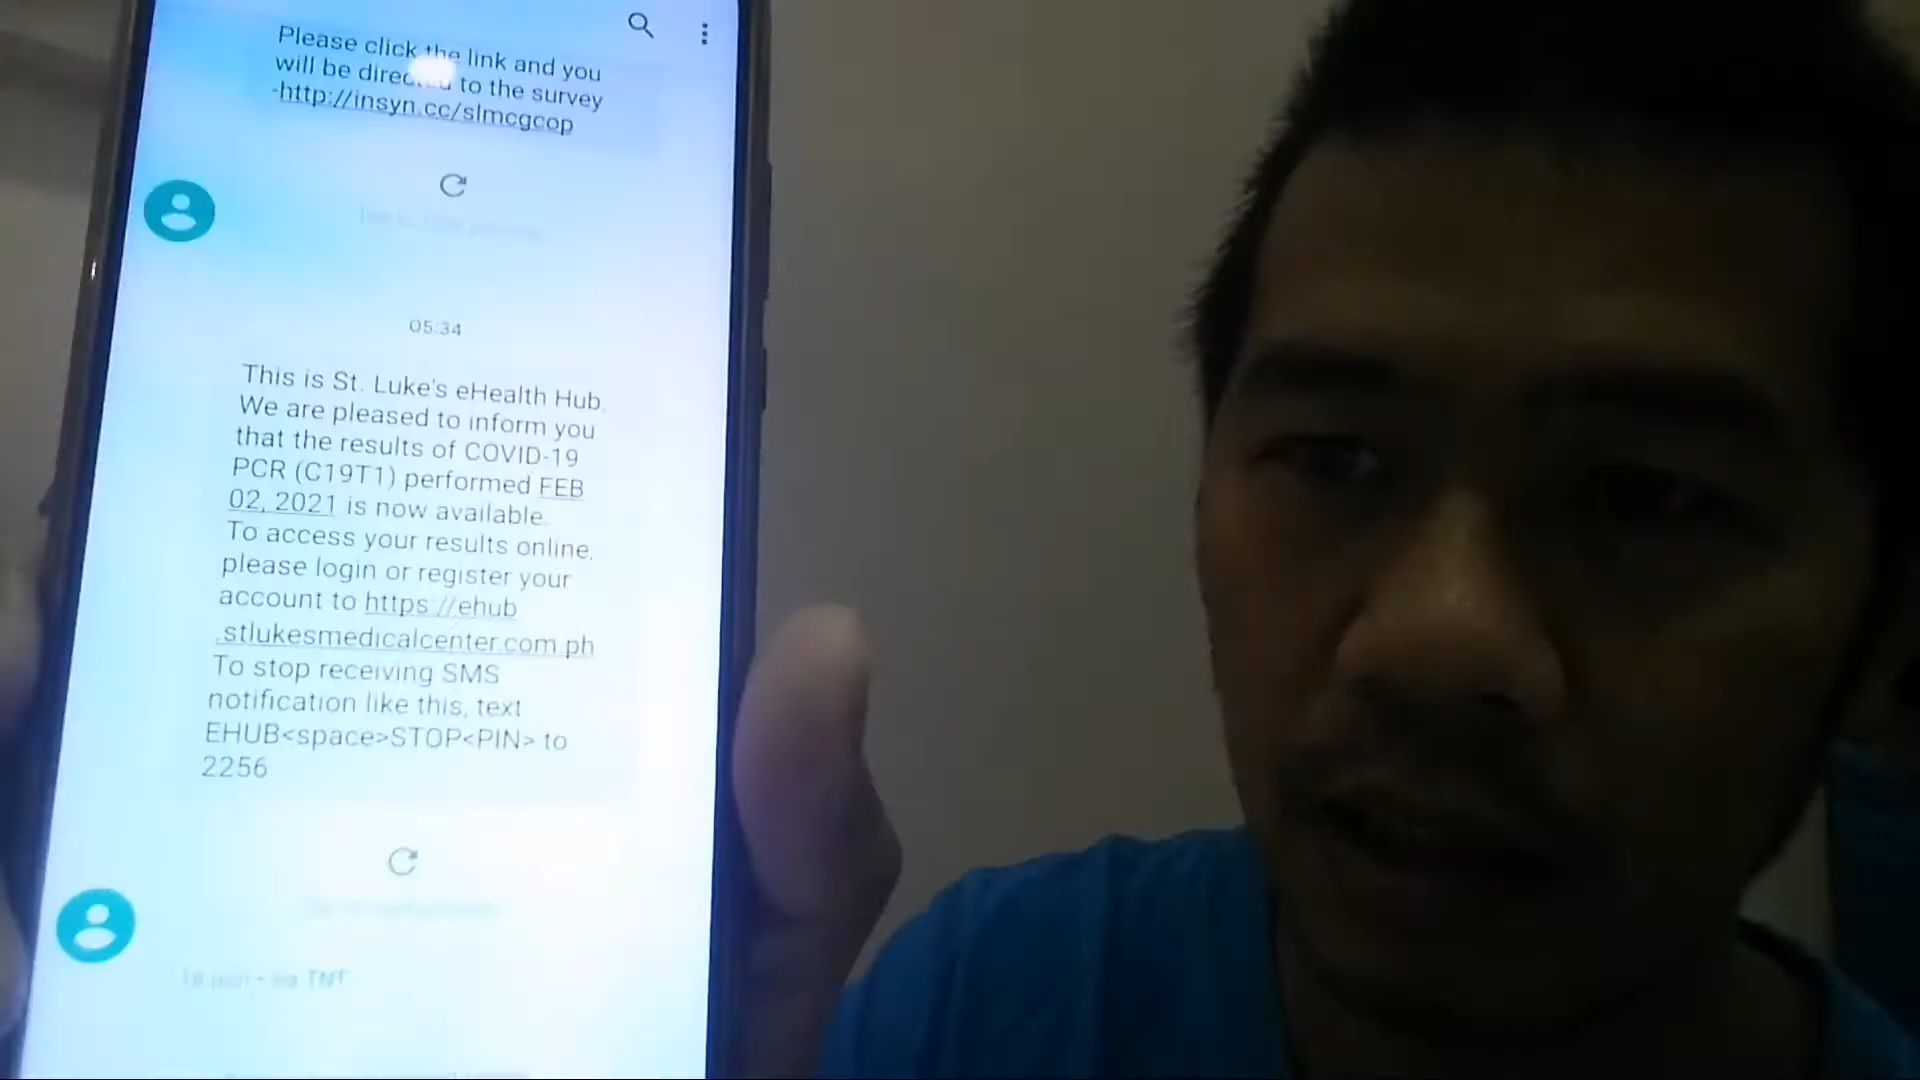 Please click the link and you
will be directed to the survey
-http://insyn.cc/slmcgcop
05:34
This is St. Luke's eHealth Hub.
We are pleased to inform you
that the results of COVID-19
PCR (C19T1) performed FEB
02, 2021 is now available.
To access your results online,
please login or register your
account to https://ehub
.stlukesmedicalcenter.com.ph
To stop receiving SMS
notification like this, text
EHUB<space>STOP<PIN> to
2256
18 min • via TNT